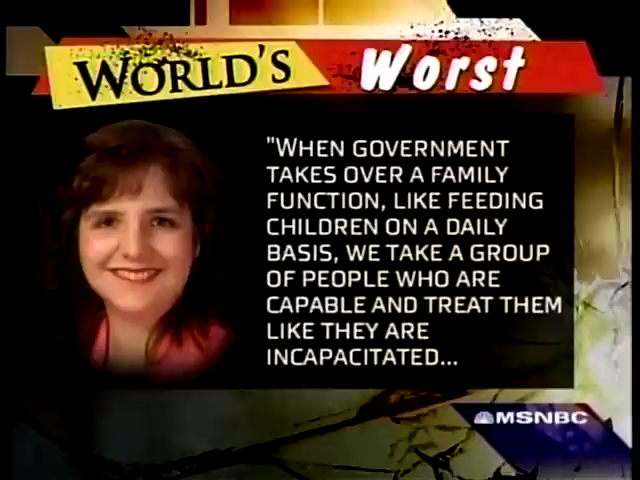 WORLD'S Worst
"WHEN GOVERNMENT
TAKES OVER A FAMILY
FUNCTION, LIKE FEEDING
CHILDREN ON A DAILY
BASIS, WE TAKE A GROUP
OF PEOPLE WHO ARE
CAPABLE AND TREAT THEM
LIKE THEY ARE
INCAPACITATED...
MSNBC